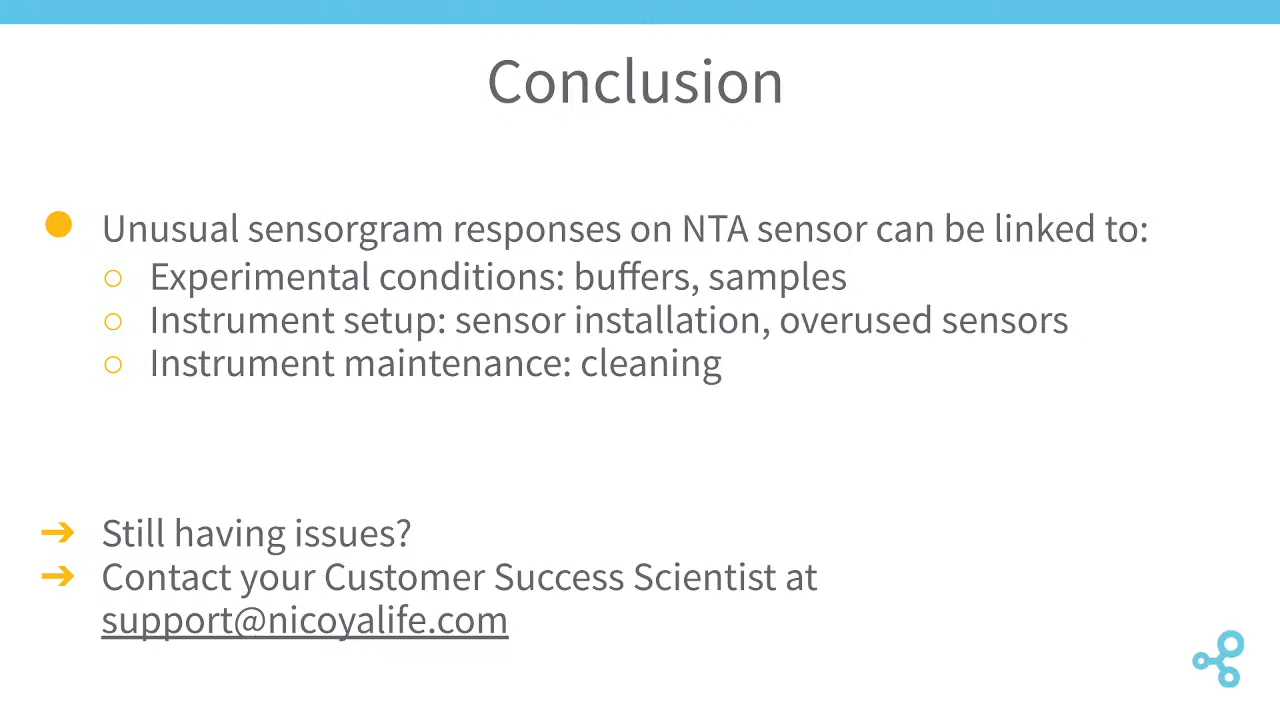 Conclusion
● Unusual sensorgram responses on NTA sensor can be linked to:
○ Experimental conditions: buffers, samples
○ Instrument setup: sensor installation, overused sensors
○ Instrument maintenance: cleaning
➔ Still having issues?
➔ Contact your Customer Success Scientist at
support@nicoyalife.com